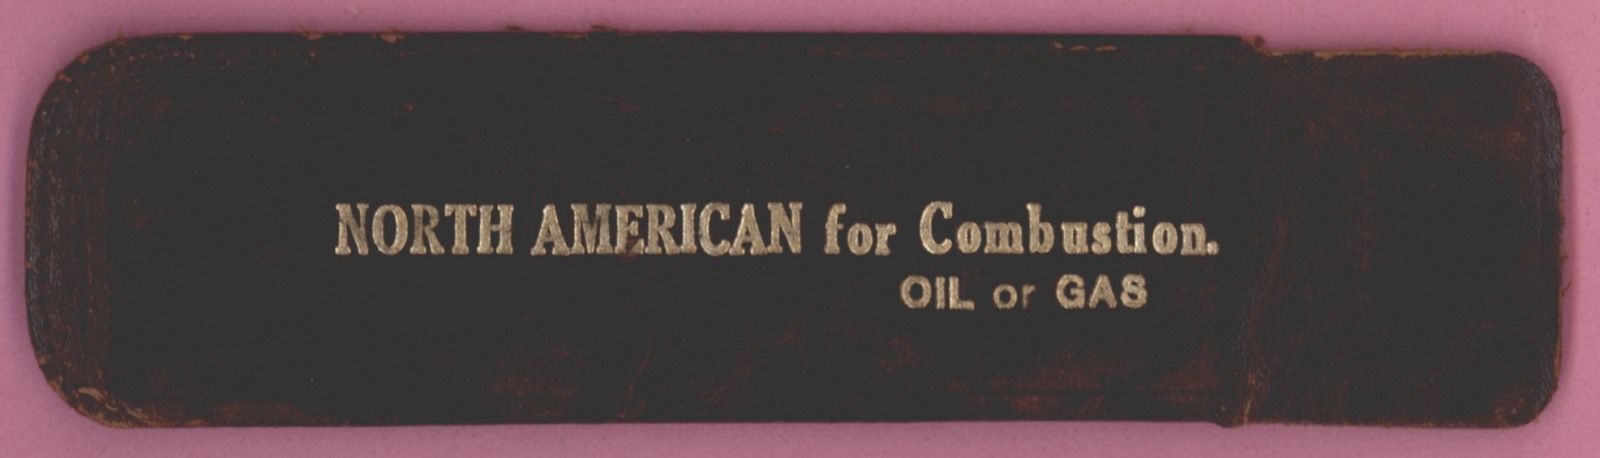 NORTH AMERICAN for Combustion.
OIL or GAS